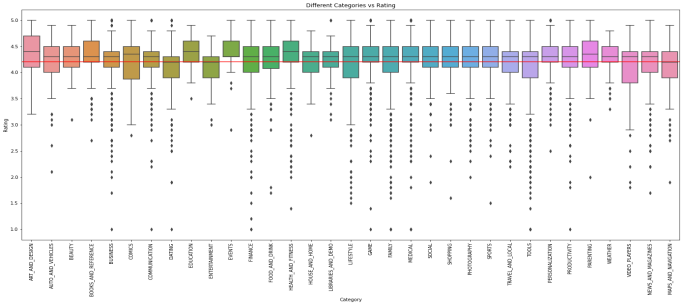 Different Categories vs Rating
5.0
4.5
4.0
3.5
3.0
2.5
2.0
1.5
1.0
Rating
ART_AND_DESIGN
AUTO_AND_VEHICLES
BEAUTY
BOOKS_AND_REFERENCE
BUSINESS
COMICS
COMMUNICATION
DATING
EDUCATION
ENTERTAINMENT
EVENTS
FINANCE
FOOD_AND_DRINK
HEALTH_AND_FITNESS
HOUSE_AND_HOME
LIBRARIES_AND_DEMO
LIFESTYLE
GAME
FAMILY
MEDICAL
SOCIAL
SHOPPING
PHOTOGRAPHY
SPORTS
TRAVEL_AND_LOCAL
TOOLS
PERSONALIZATION
PRODUCTIVITY
PARENTING
WEATHER
VIDEO_PLAYERS
NEWS_AND_MAGAZINES
MAPS_AND_NAVIGATION
Category